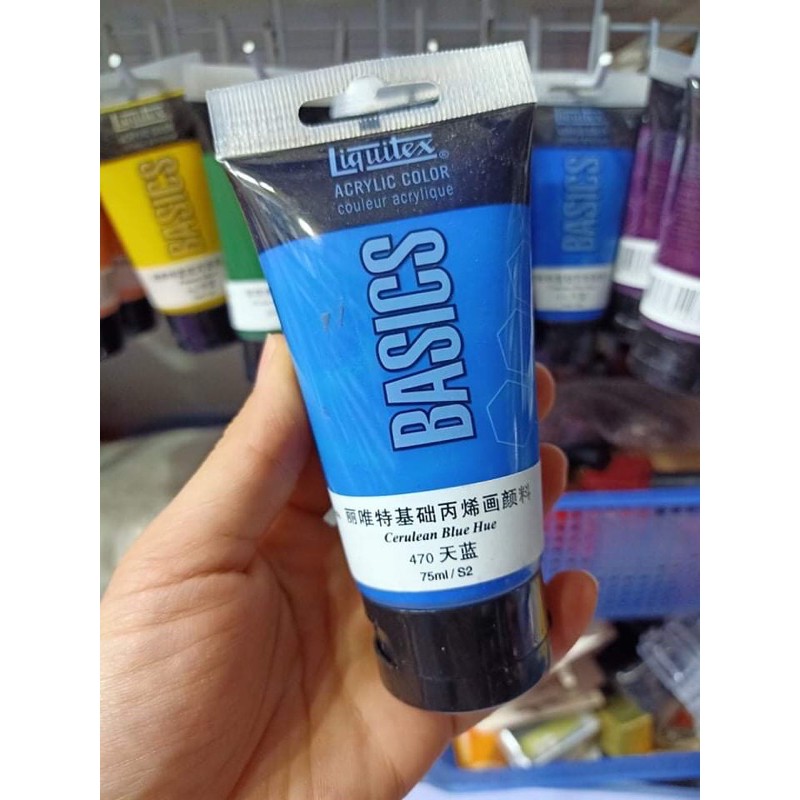 Liquitex®
ACRYLIC COLOR
couleur acrylique
BASICS
丽唯特基础丙烯画颜料
Cerulean Blue Hue
470 天蓝
75ml / S2
Liquitex
BASICS
BASICS